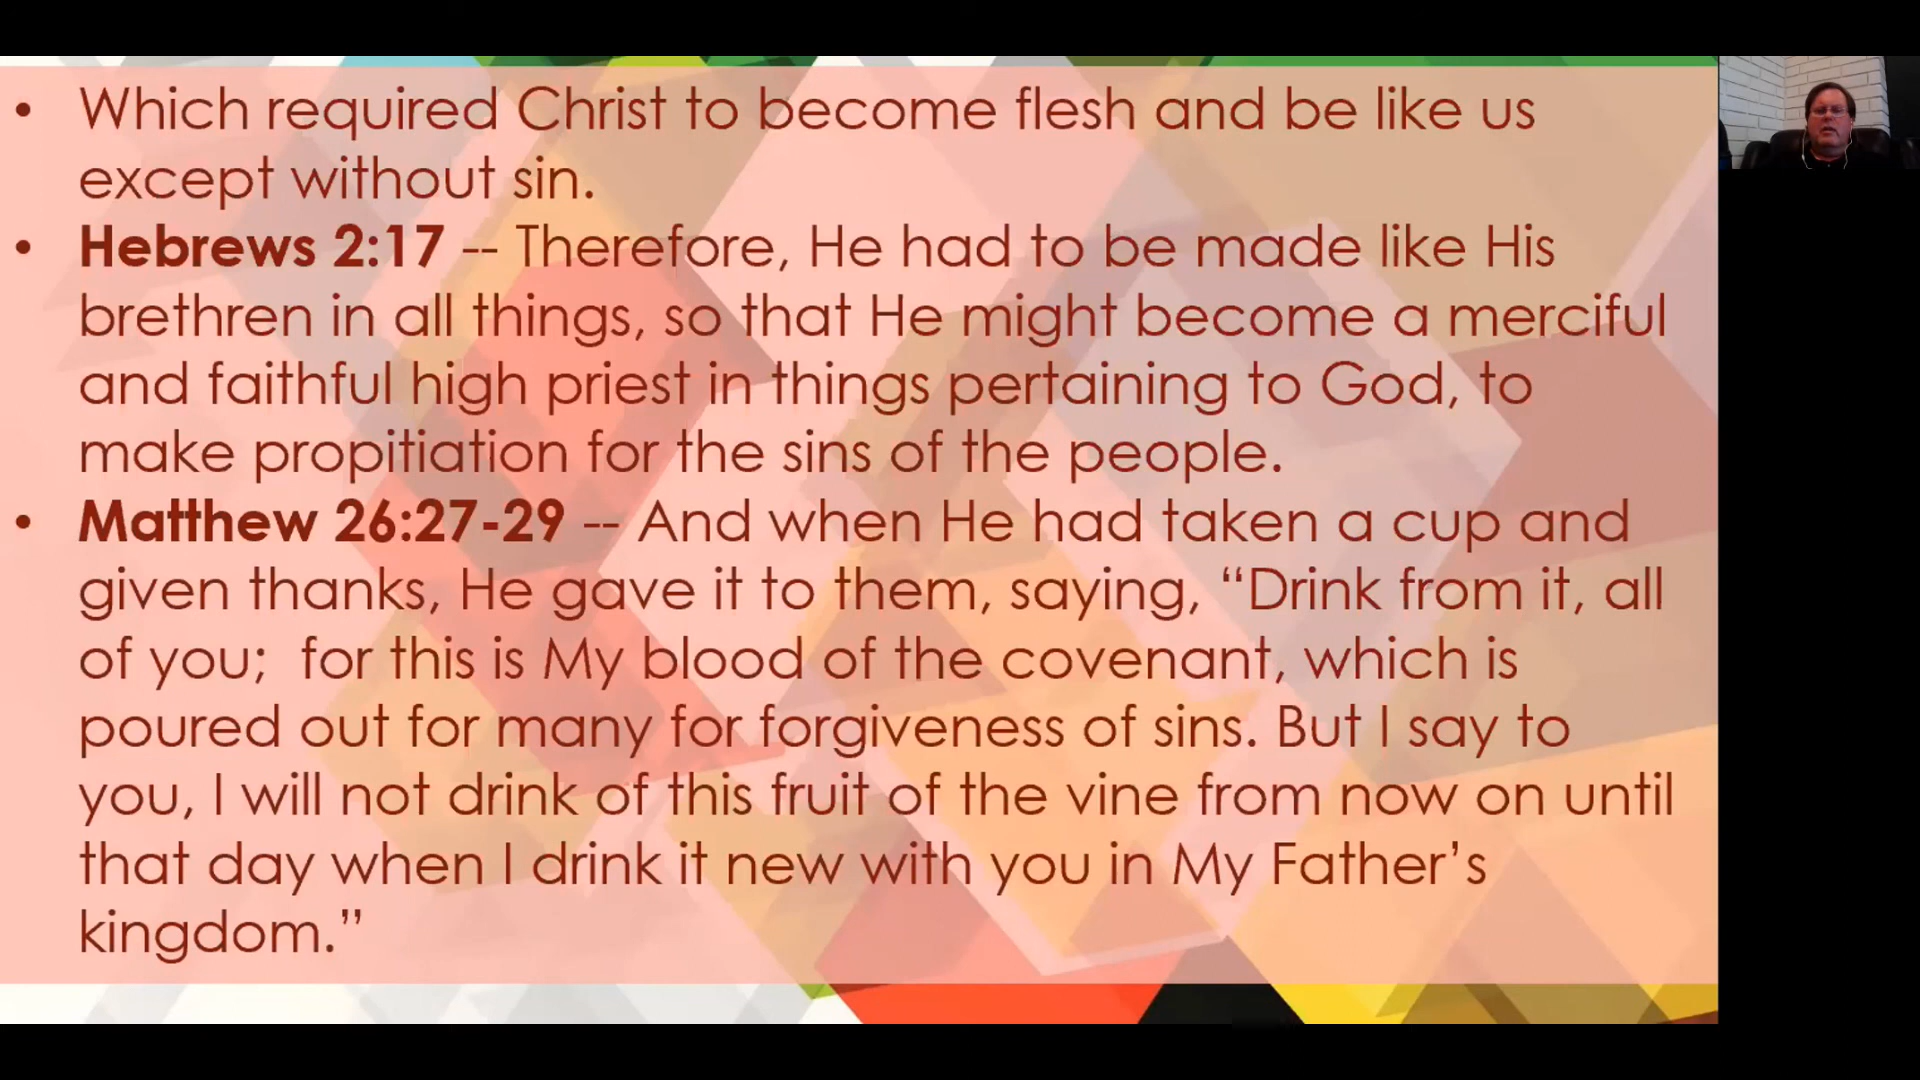 • Which required Christ to become flesh and be like us
except without sin.
• Hebrews 2:17 -- Therefore, He had to be made like His
brethren in all things, so that He might become a merciful
and faithful high priest in things pertaining to God, to
make propitiation for the sins of the people.
• Matthew 26:27-29 -- And when He had taken a cup and
given thanks, He gave it to them, saying, “Drink from it, all
of you;  for this is My blood of the covenant, which is
poured out for many for forgiveness of sins. But I say to
you, I will not drink of this fruit of the vine from now on until
that day when I drink it new with you in My Father’s
kingdom.”